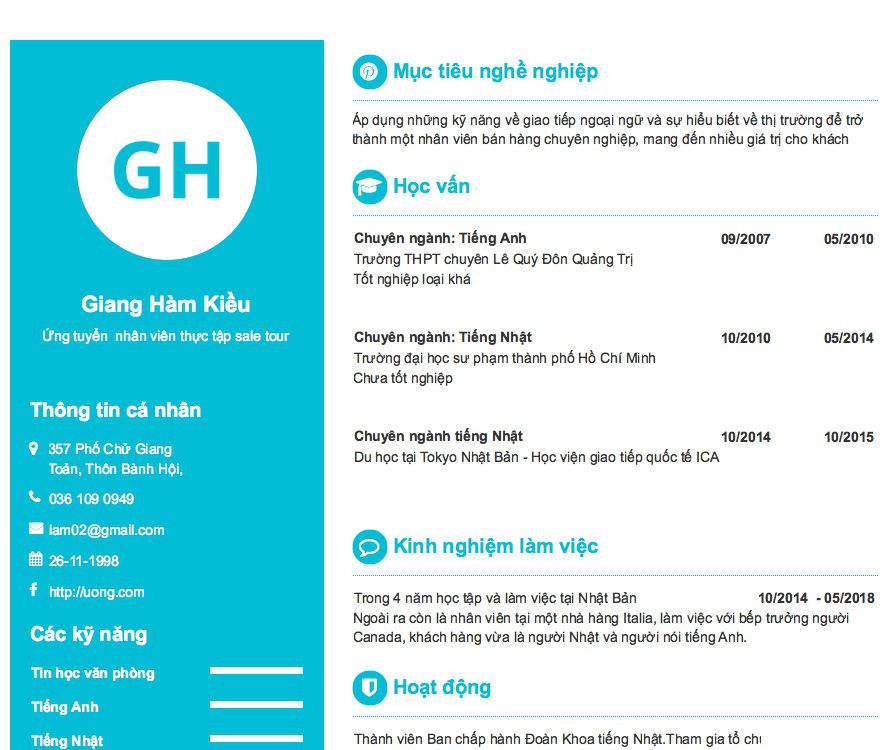 GH
Giang Hàm Kiều
Ứng tuyển nhân viên thực tập sale tour
Thông tin cá nhân
357 Phố Chử Giang
Toản, Thôn Bành Hội,
036 109 0949
lam02@gmail.com
26-11-1998
http://uong.com
Các kỹ năng
Tin học văn phòng
Tiếng Anh
Tiếng Nhật
Mục tiêu nghề nghiệp
Áp dụng những kỹ năng về giao tiếp ngoại ngữ và sự hiểu biết về thị trường để trở
thành một nhân viên bán hàng chuyên nghiệp, mang đến nhiều giá trị cho khách
Học vấn
Chuyên ngành: Tiếng Anh 09/2007 05/2010
Trường THPT chuyên Lê Quý Đôn Quảng Trị
Tốt nghiệp loại khá
Chuyên ngành: Tiếng Nhật 10/2010 05/2014
Trường đại học sư phạm thành phố Hồ Chí Minh
Chưa tốt nghiệp
Chuyên ngành tiếng Nhật 10/2014 10/2015
Du học tại Tokyo Nhật Bản - Học viện giao tiếp quốc tế ICA
Kinh nghiệm làm việc
Trong 4 năm học tập và làm việc tại Nhật Bản 10/2014 - 05/2018
Ngoài ra còn là nhân viên tại một nhà hàng Italia, làm việc với bếp trưởng người
Canada, khách hàng vừa là người Nhật và người nói tiếng Anh.
Hoạt động
Thành viên Ban chấp hành Đoàn Khoa tiếng Nhật.Tham gia tổ